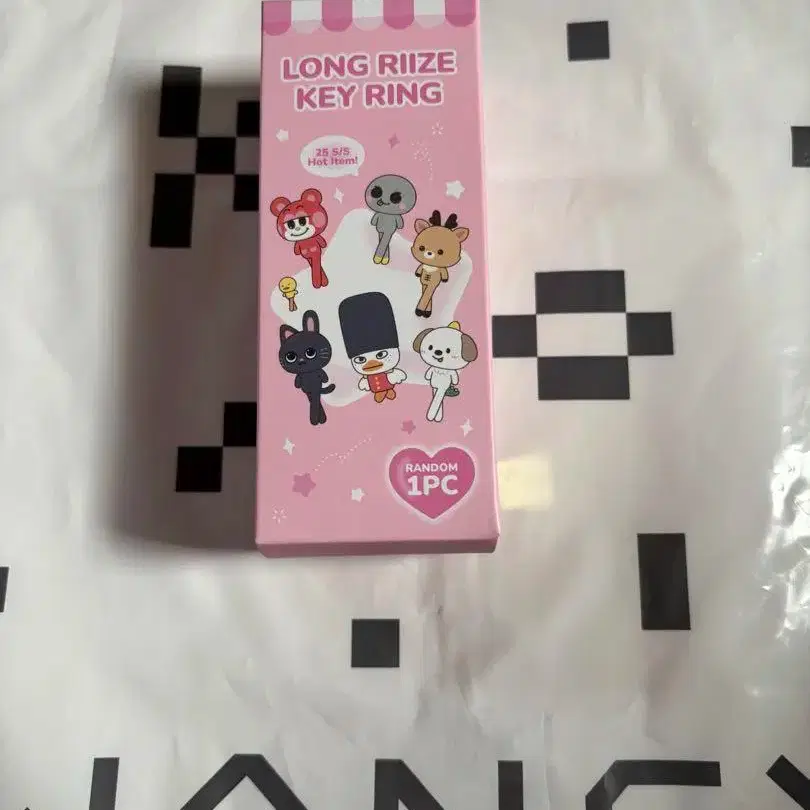 LONG RIIZE
KEY RING
25 S/S
Hot Item!
RANDOM
1PC